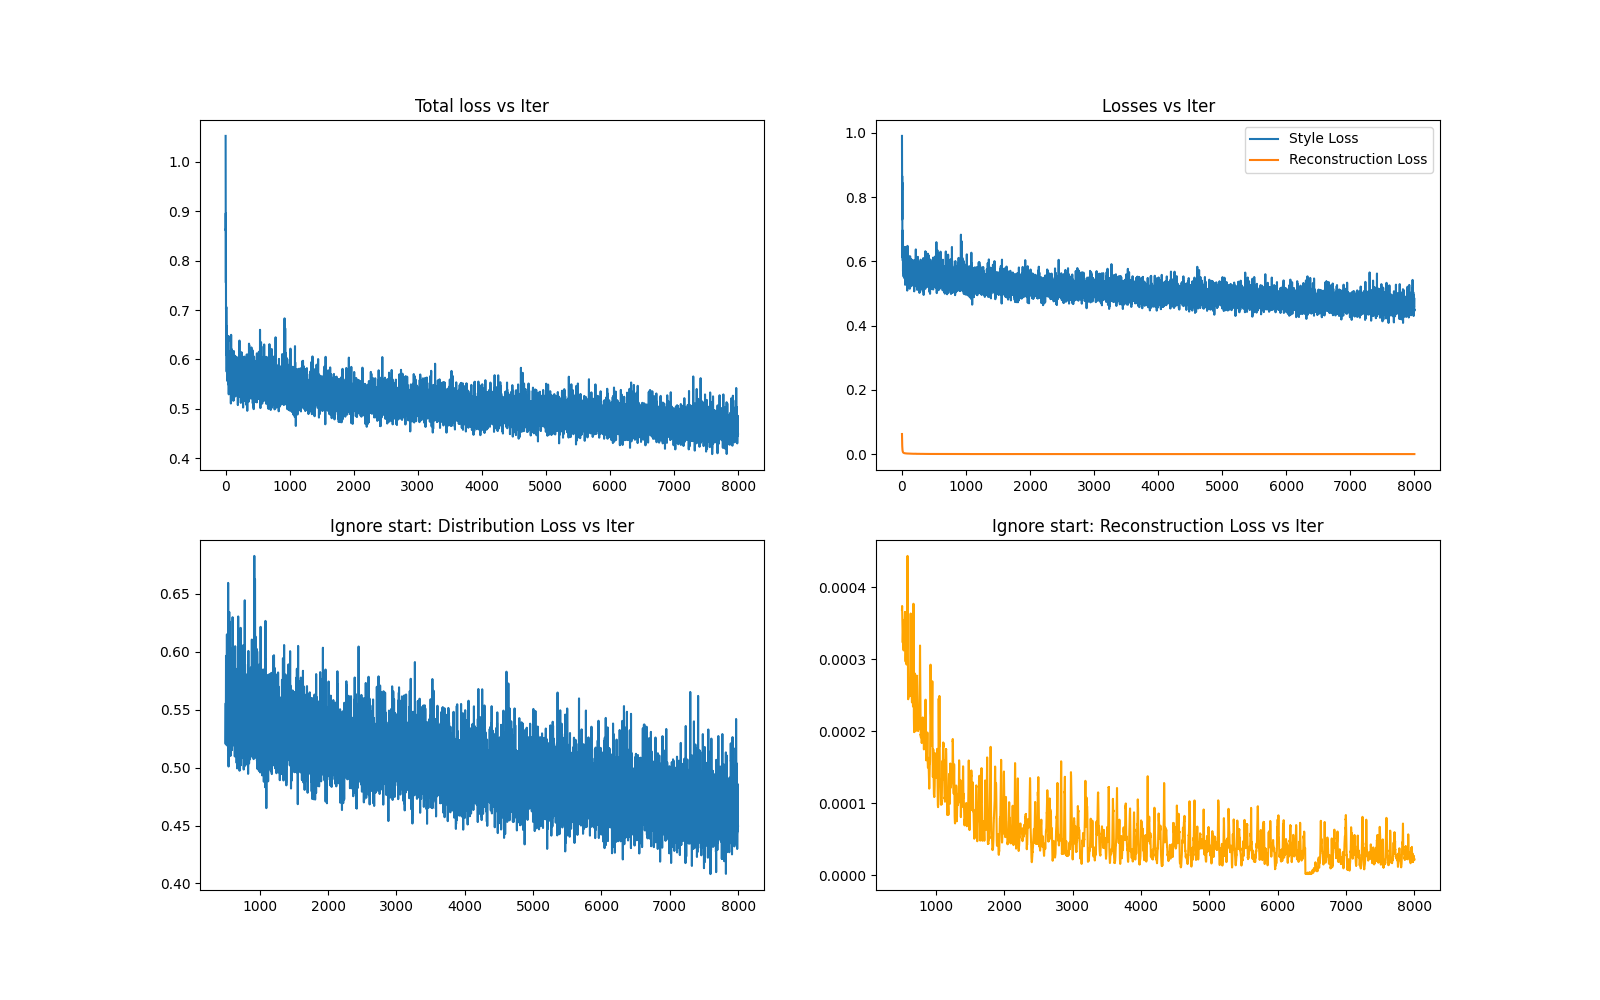 Total loss vs Iter
1.0
0.9
0.8
0.7
0.6
0.5
0.4
0 1000 2000 3000 4000 5000 6000 7000 8000
Losses vs Iter
Style Loss
Reconstruction Loss
1.0
0.8
0.6
0.4
0.2
0.0
0 1000 2000 3000 4000 5000 6000 7000 8000
Ignore start: Distribution Loss vs Iter
0.65
0.60
0.55
0.50
0.45
0.40
1000 2000 3000 4000 5000 6000 7000 8000
Ignore start: Reconstruction Loss vs Iter
0.0004
0.0003
0.0002
0.0001
0.0000
1000 2000 3000 4000 5000 6000 7000 8000